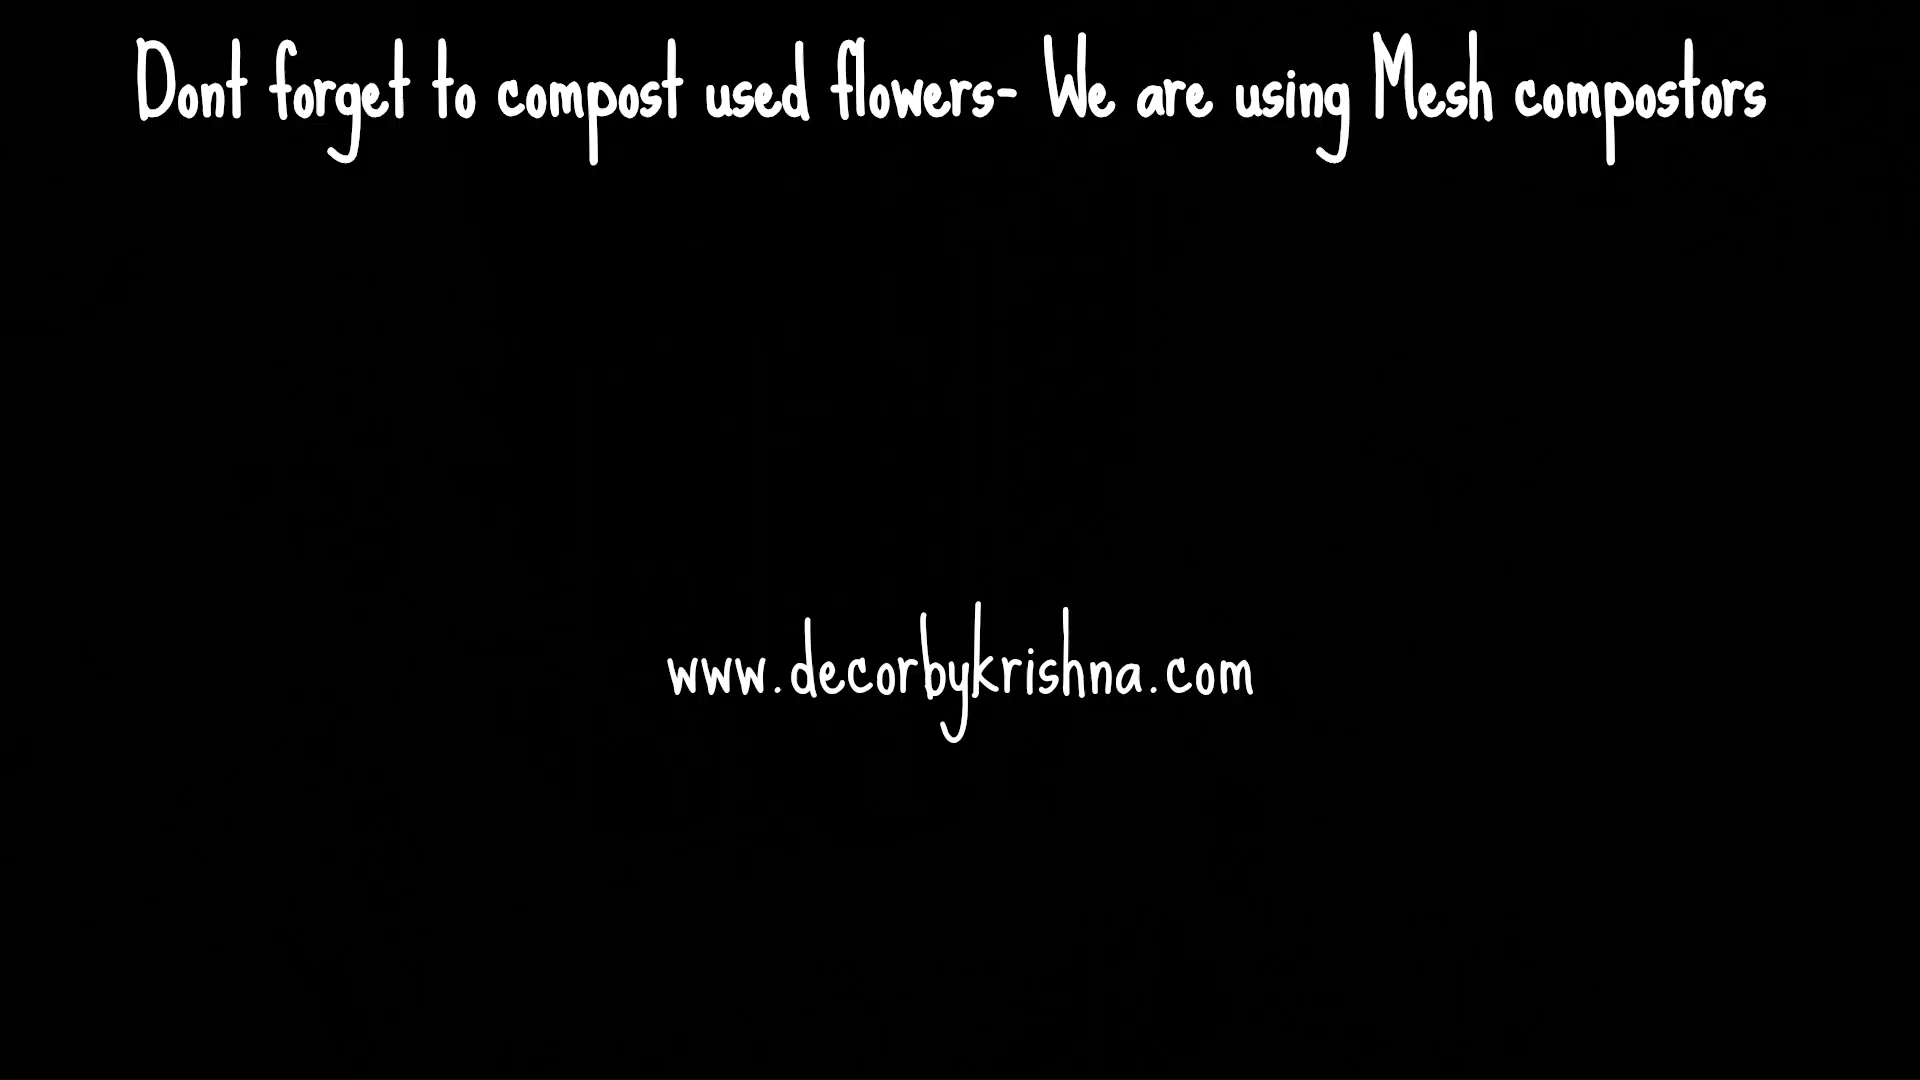 Dont forget to compost used flowers- We are using Mesh compostors
www.decorbykrishna.com